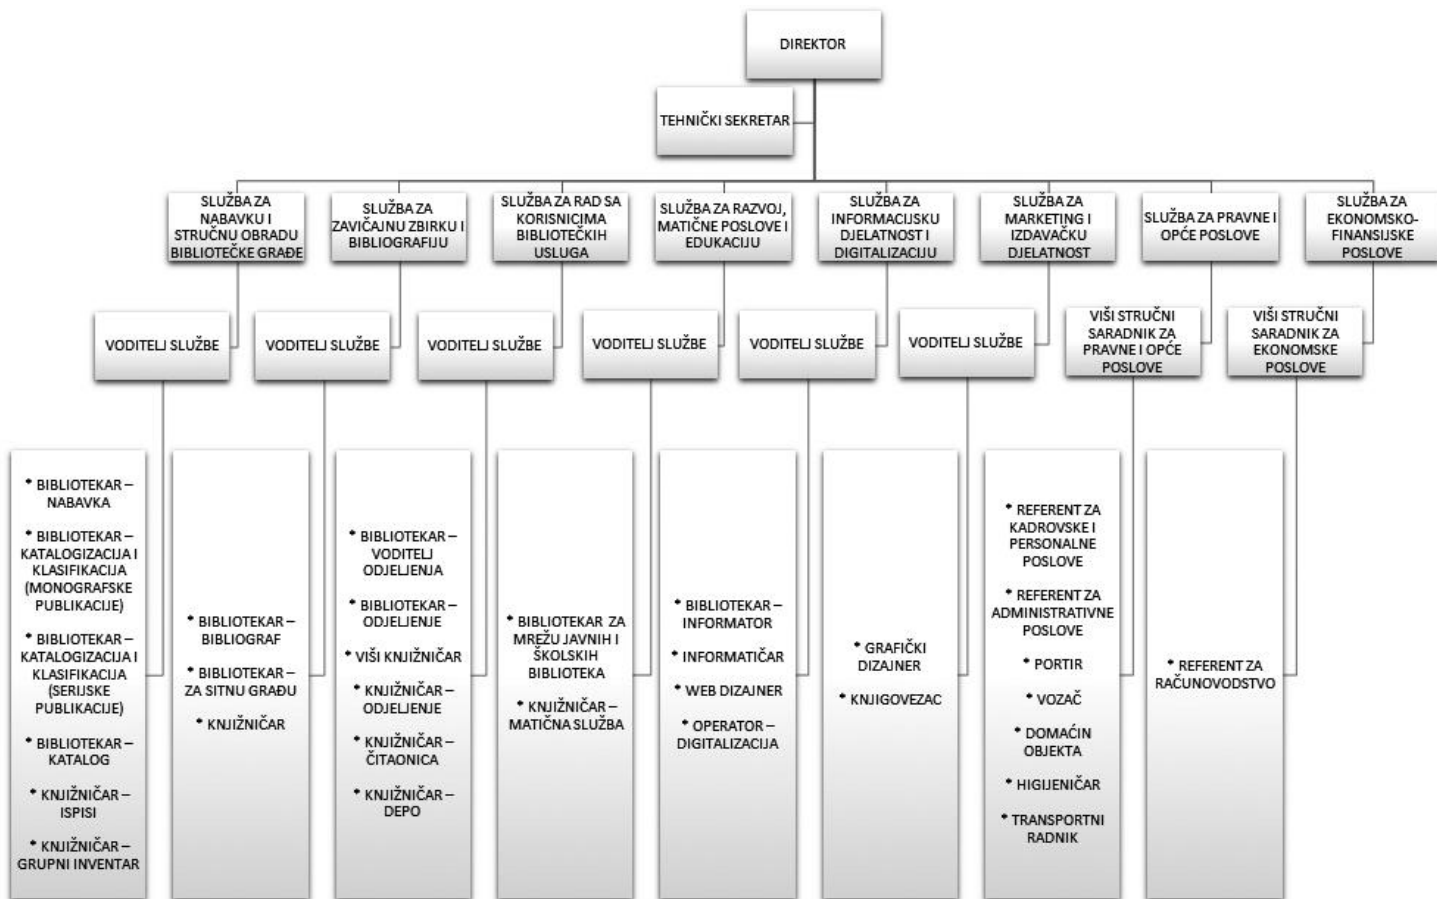 DIREKTOR
TEHNIČKI SEKRETAR
SLUŽBA ZA
NABAVKU I
STRUČNU OBRADU
BIBLIOTEČKE GRAĐE
SLUŽBA ZA
ZAVIČAJNU ZBIRKU I
BIBLIOGRAFIJU
SLUŽBA ZA RAD SA
KORISNICIMA
BIBLIOTEČKIH
USLUGA
SLUŽBA ZA RAZVOJ,
MATIČNE POSLOVE I
EDUKACIJU
SLUŽBA ZA
INFORMACIJSKU
DJELATNOST I
DIGITALIZACIJU
SLUŽBA ZA
MARKETING I
IZDAVAČKU
DJELATNOST
SLUŽBA ZA PRAVNE I
OPĆE POSLOVE
SLUŽBA ZA
EKONOMSKO-
FINANSIJSKE
POSLOVE
VODITELJ SLUŽBE
VODITELJ SLUŽBE
VODITELJ SLUŽBE
VODITELJ SLUŽBE
VODITELJ SLUŽBE
VODITELJ SLUŽBE
VIŠI STRUČNI
SARADNIK ZA
PRAVNE I OPĆE
POSLOVE
VIŠI STRUČNI
SARADNIK ZA
EKONOMSKE
POSLOVE
* BIBLIOTEKAR –
NABAVKA
* BIBLIOTEKAR –
KATALOGIZACIJA I
KLASIFIKACIJA
(MONOGRAFSKE
PUBLIKACIJE)
* BIBLIOTEKAR –
KATALOGIZACIJA I
KLASIFIKACIJA
(SERIJSKE
PUBLIKACIJE)
* BIBLIOTEKAR –
KATALOG
* KNJIŽNIČAR –
ISPISI
* KNJIŽNIČAR –
GRUPNI INVENTAR
* BIBLIOTEKAR –
BIBLIOGRAF
* BIBLIOTEKAR –
ZA SITNU GRAĐU
* KNJIŽNIČAR
* BIBLIOTEKAR –
VODITELJ
ODJELJENJA
* BIBLIOTEKAR –
ODJELJENJE
* VIŠI KNJIŽNIČAR
* KNJIŽNIČAR –
ODJELJENJE
* KNJIŽNIČAR –
ČITAONICA
* KNJIŽNIČAR –
DEPO
* BIBLIOTEKAR ZA
MREŽU JAVNIH I
ŠKOLSKIH
BIBLIOTEKA
* KNJIŽNIČAR –
MATIČNA SLUŽBA
* BIBLIOTEKAR –
INFORMATOR
* INFORMATIČAR
* WEB DIZAJNER
* OPERATOR –
DIGITALIZACIJA
* GRAFIČKI
DIZAJNER
* KNJIGOVEZAC
* REFERENT ZA
KADROVSKE I
PERSONALNE
POSLOVE
* REFERENT ZA
ADMINISTRATIVNE
POSLOVE
* PORTIR
* VOZAČ
* DOMAĆIN
OBJEKTA
* HIGIJENIČAR
* TRANSPORTNI
RADNIK
* REFERENT ZA
RAČUNOVODSTVO